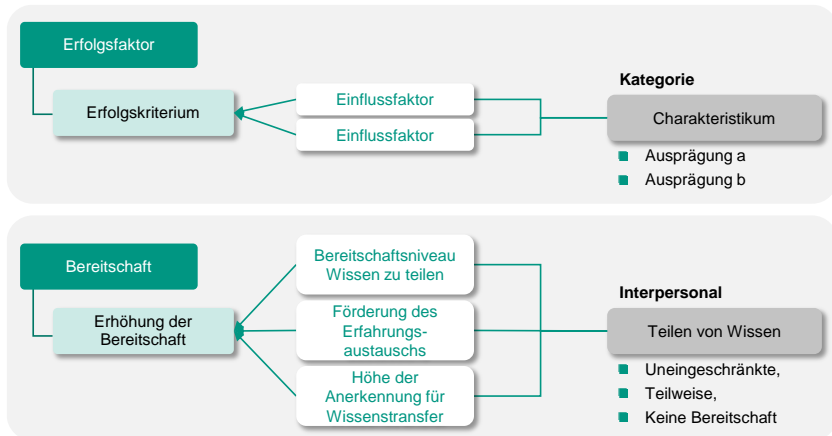 Erfolgsfaktor
Erfolgskriterium
Einflussfaktor
Einflussfaktor
Kategorie
Charakteristikum
Ausprägung a
Ausprägung b
Bereitschaft
Erhöhung der
Bereitschaft
Bereitschaftsniveau
Wissen zu teilen
Förderung des
Erfahrungs-
austauschs
Höhe der
Anerkennung für
Wissenstransfer
Interpersonal
Teilen von Wissen
Uneingeschränkte,
Teilweise,
Keine Bereitschaft